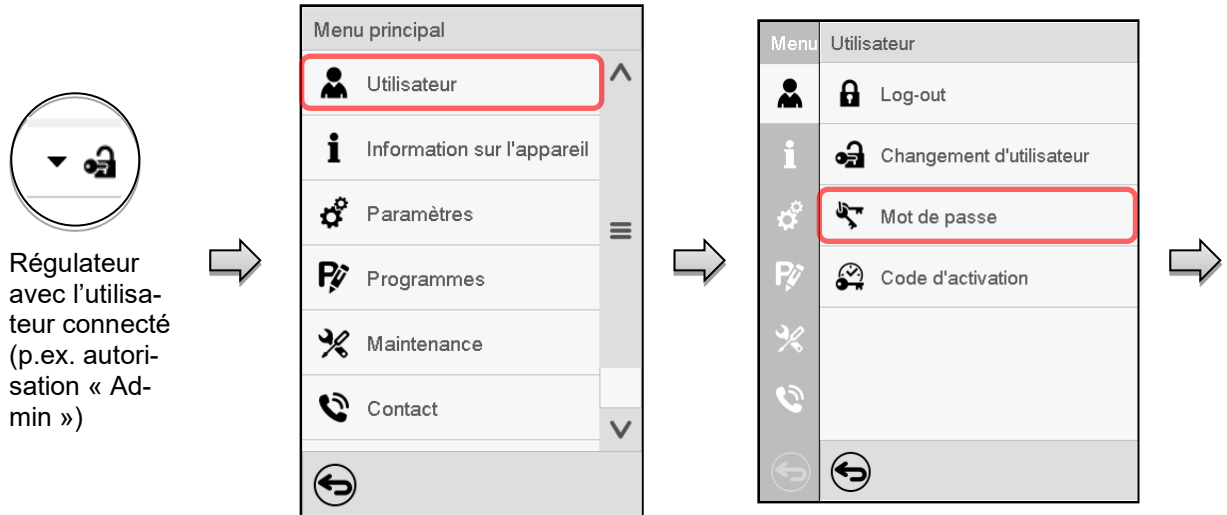 Régulateur
avec l’utilisa-
teur connecté
(p.ex. autori-
sation « Ad-
min »)
Menu principal
Utilisateur
Information sur l'appareil
Paramètres
Programmes
Maintenance
Contact
Menu
Utilisateur
Log-out
Changement d'utilisateur
Mot de passe
Code d'activation